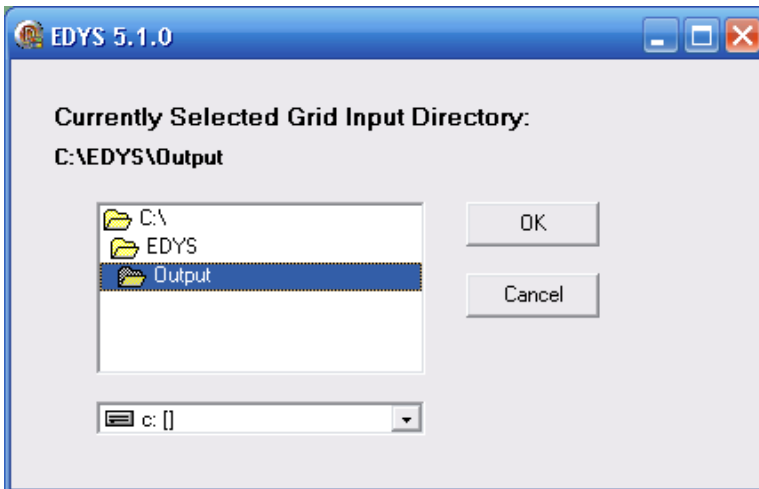 EDYS 5.1.0
Currently Selected Grid Input Directory:
C:\EDYS\Output
C:\
EDYS
Output
OK
Cancel
c: []